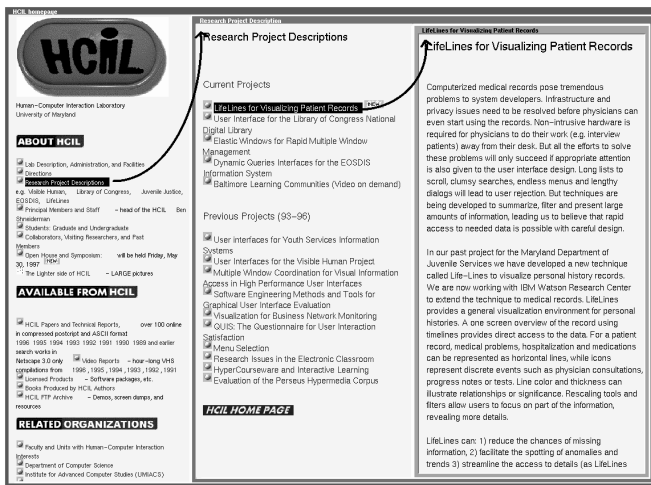 HCIL homepage
HCIL
Human-Computer Interaction Laboratory
University of Maryland
ABOUT HCIL
Lab Description, Administration, and Facilities
Directions
Research Project Descriptions
e.g. Visible Human, Library of Congress, Juvenile Justice,
EOSDIS, LifeLines
Principal Members and Staff - head of the HCIL Ben
Shneiderman
Students: Graduate and Undergraduate
Collaborators, Visiting Researchers, and Past
Members
Open House and Symposium: will be held Friday, May
30, 1997 NEW
The Lighter side of HCIL - LARGE pictures
AVAILABLE FROM HCIL
HCIL Papers and Technical Reports, over 100 online
in compressed postcript and ASCII format
1996 1995 1994 1993 1992 1991 1990 1989 and earlier
search works in
Netscape 3.0 only Video Reports - hour-long VHS
compilations from 1996 , 1995 , 1994 , 1993 , 1992 , 1991
Licensed Products - Software packages, etc.
Books Produced by HCIL Authors
HCIL FTP Archive - Demos, screen dumps, and
resources
RELATED ORGANIZATIONS
Faculty and Units with Human-Computer Interaction
Interests
Department of Computer Science
Institute for Advanced Computer Studies (UMIACS)
Research Project Description
Research Project Descriptions
Current Projects
LifeLines for Visualizing Patient Records NEW
User Interface for the Library of Congress National
Digital Library
Elastic Windows for Rapid Multiple Window
Management
Dynamic Queries Interfaces for the EOSDIS
Information System
Baltimore Learning Communities (Video on demand)
Previous Projects (93-96)
User Interfaces for Youth Services Information
Systems
User Interfaces for the Visible Human Project
Multiple Window Coordination for Visual Information
Access in High Performance User Interfaces
Software Engineering Methods and Tools for
Graphical User Interface Evaluation
Visualization for Business Network Monitoring
QUIS: The Questionnaire for User Interaction
Satisfaction
Menu Selection
Research Issues in the Electronic Classroom
HyperCourseware and Interactive Learning
Evaluation of the Perseus Hypermedia Corpus
HCIL HOME PAGE
LifeLines for Visualizing Patient Records
LifeLines for Visualizing Patient Records
Computerized medical records pose tremendous
problems to system developers. Infrastructure and
privacy issues need to be resolved before physicians can
even start using the records. Non-intrusive hardware is
required for physicians to do their work (e.g. interview
patients) away from their desk. But all the efforts to solve
these problems will only succeed if appropriate attention
is also given to the user interface design. Long lists to
scroll, clumsy searches, endless menus and lengthy
dialogs will lead to user rejection. But techniques are
being developed to summarize, filter and present large
amounts of information, leading us to believe that rapid
access to needed data is possible with careful design.
In our past project for the Maryland Department of
Juvenile Services we have developed a new technique
called Life-Lines to visualize personal history records.
We are now working with IBM Watson Research Center
to extend the technique to medical records. LifeLines
provides a general visualization environment for personal
histories. A one screen overview of the record using
timelines provides direct access to the data. For a patient
record, medical problems, hospitalization and medications
can be represented as horizontal lines, while icons
represent discrete events such as physician consultations,
progress notes or tests. Line color and thickness can
illustrate relationships or significance. Rescaling tools and
filters allow users to focus on part of the information,
revealing more details.
LifeLines can: 1) reduce the chances of missing
information, 2) facilitate the spotting of anomalies and
trends 3) streamline the access to details (as LifeLines